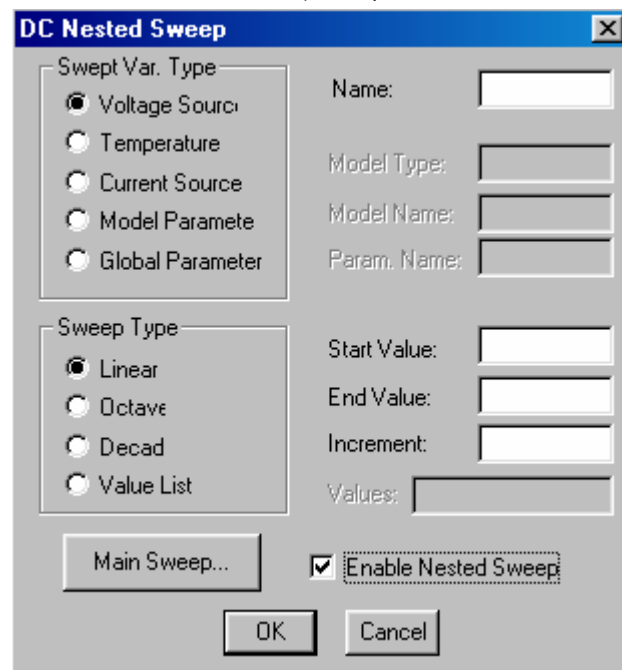 DC Nested Sweep
Swept Var. Type
Voltage Sourc
Temperature
Current Source
Model Paramete
Global Parameter
Name:
Model Type:
Model Name:
Param. Name:
Sweep Type
Linear
Octave
Decad
Value List
Start Value:
End Value:
Increment:
Values:
Main Sweep...
Enable Nested Sweep
OK
Cancel